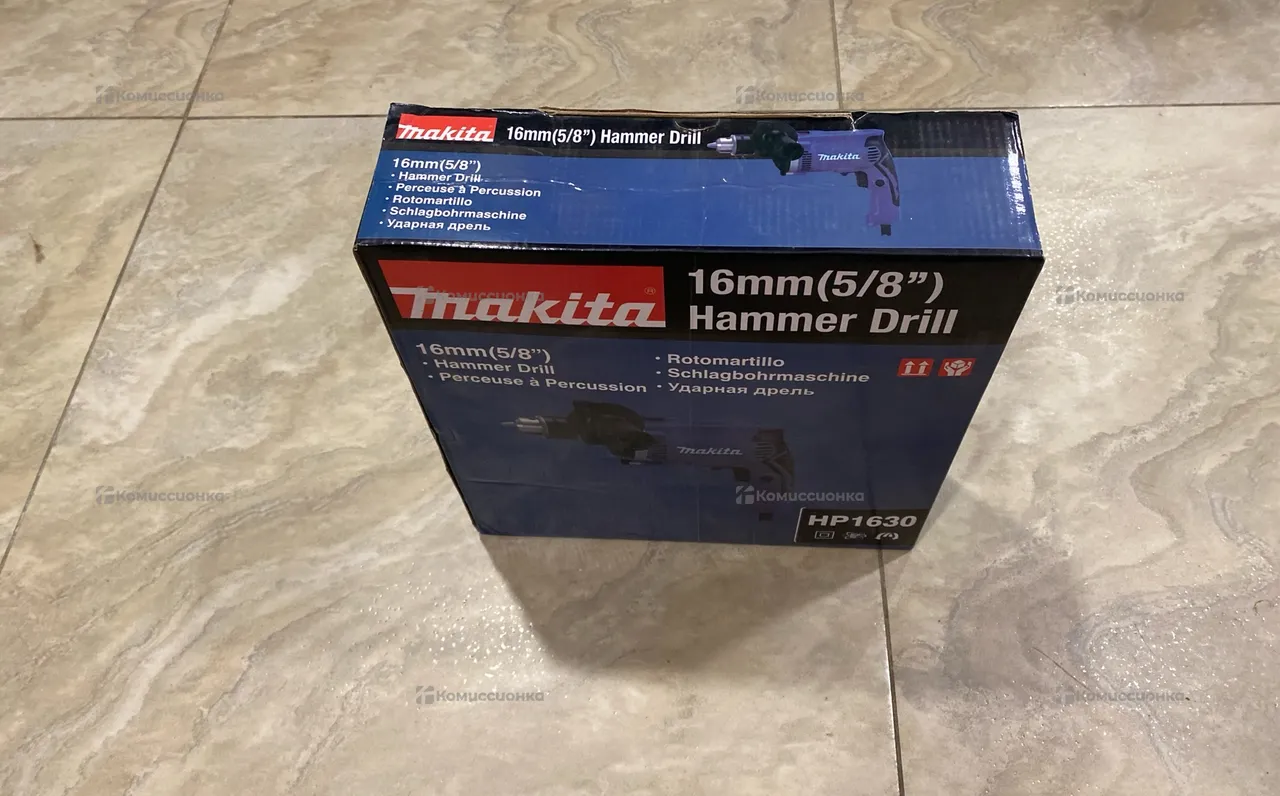 makita 16mm(5/8") Hammer Drill
makita
16mm(5/8")
• Hammer Drill
• Perceuse à Percussion
• Rotomartillo
• Schlagbohrmaschine
• Ударная дрель
makita®
16mm(5/8")
Hammer Drill
16mm(5/8")
• Hammer Drill
• Perceuse à Percussion
• Rotomartillo
• Schlagbohrmaschine
• Ударная дрель
makita
HP1630
Комиссионка
Комиссионка
Комиссионка
Комиссионка
Комиссионка
Комиссионка
Комиссионка
Комиссионка